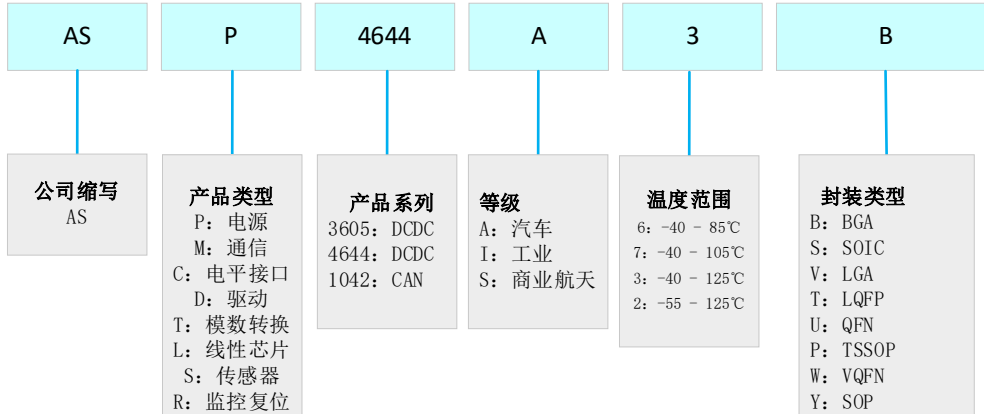 AS P 4644 A 3 B
公司缩写
AS
产品类型
P: 电源
M: 通信
C: 电平接口
D: 驱动
T: 模数转换
L: 线性芯片
S: 传感器
R: 监控复位
产品系列
3605: DCDC
4644: DCDC
1042: CAN
等级
A: 汽车
I: 工业
S: 商业航天
温度范围
6: -40 - 85℃
7: -40 - 105℃
3: -40 - 125℃
2: -55 - 125℃
封装类型
B: BGA
S: SOIC
V: LGA
T: LQFP
U: QFN
P: TSSOP
W: VQFN
Y: SOP